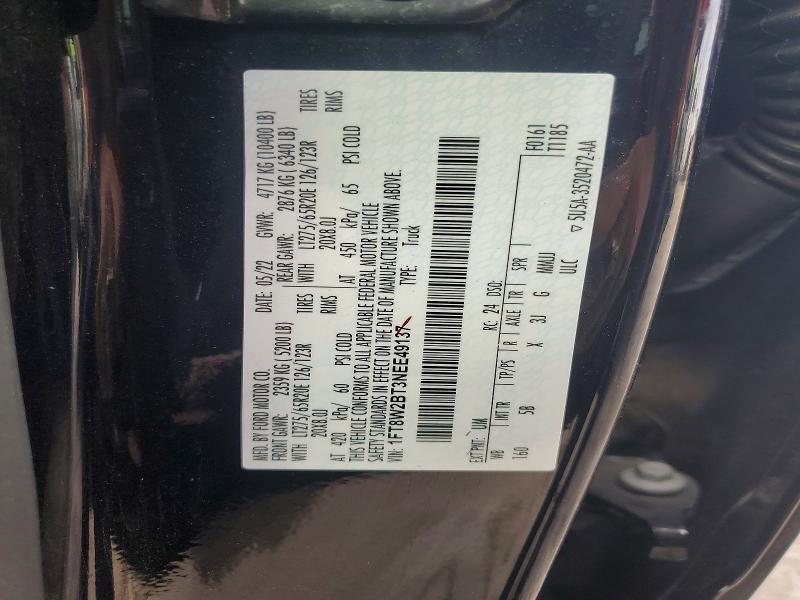 MFD. BY FORD MOTOR CO. DATE: 05/22 GVWR: 4717 KG (10400 LB)
FRONT GAWR: 2359 KG (5200 LB) REAR GAWR: 2876 KG (6340 LB)
WITH LT275/65R20E 126/123R TIRES WITH LT275/65R20E 126/123R TIRES
20X8.0J RIMS 20X8.0J RIMS
AT 420 kPa/ 60 PSI COLD AT 450 kPa/ 65 PSI COLD
THIS VEHICLE CONFORMS TO ALL APPLICABLE FEDERAL MOTOR VEHICLE
SAFETY STANDARDS IN EFFECT ON THE DATE OF MANUFACTURE SHOWN ABOVE.
VIN: 1FT8W2BT3NEE49137 TYPE: Truck
F0161
EXT PNT: UM RC: 24 DSO: T1185
WB INT TR TP/PS R AXLE TR SPR
160 5B X 3J G MMUJ
ULC
▽ 5U5A-3520472-AA